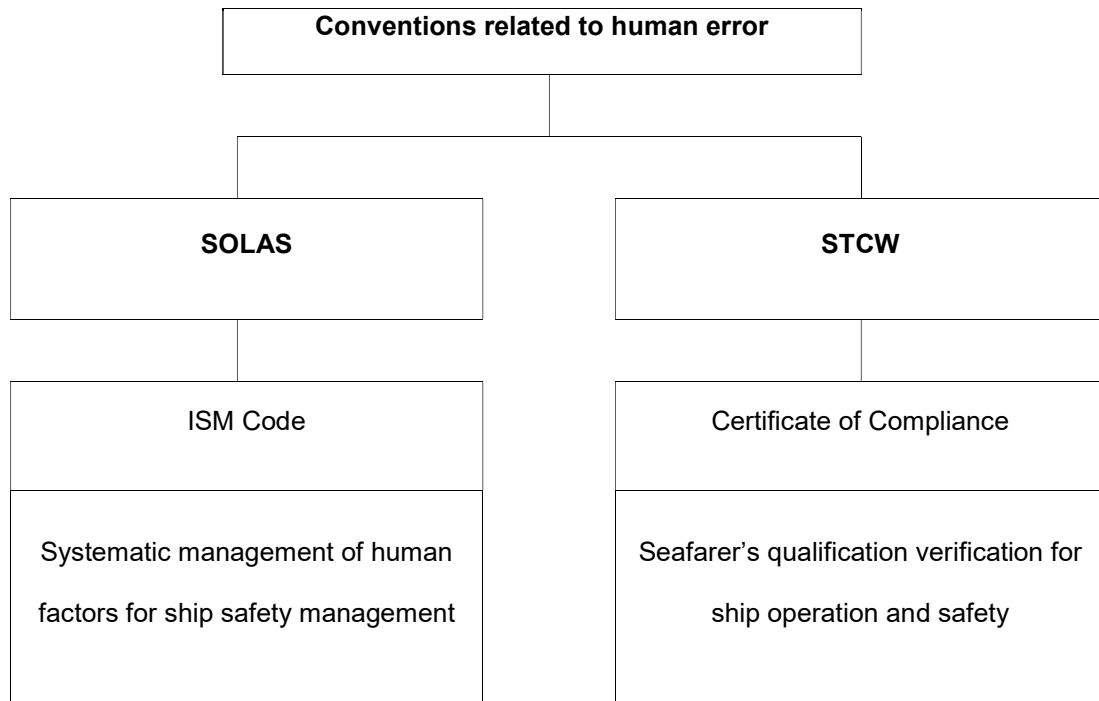 Conventions related to human error
SOLAS
STCW
ISM Code
Certificate of Compliance
Systematic management of human
factors for ship safety management
Seafarer’s qualification verification for
ship operation and safety